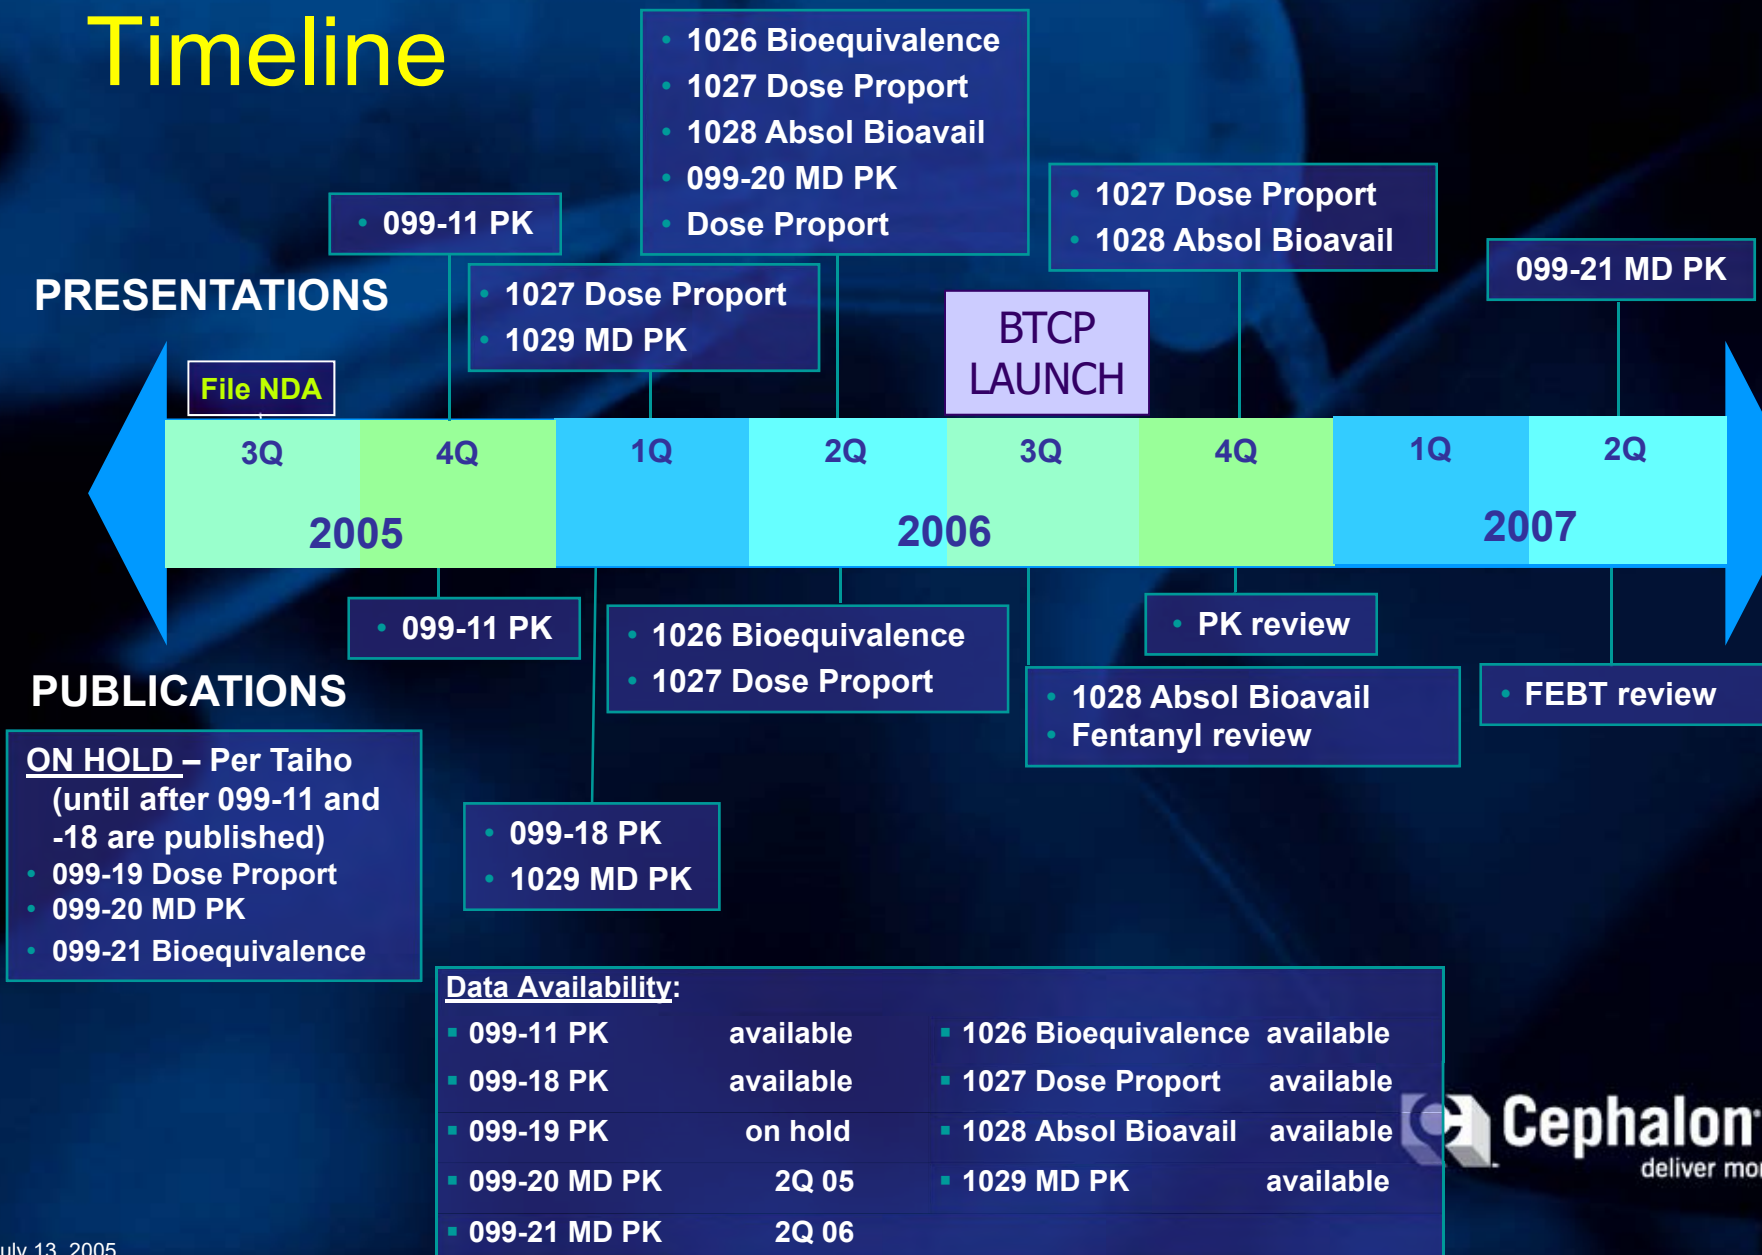 Timeline
• 1026 Bioequivalence
• 1027 Dose Proport
• 1028 Absol Bioavail
• 099-20 MD PK
• Dose Proport
• 099-11 PK
• 1027 Dose Proport
• 1028 Absol Bioavail
099-21 MD PK
PRESENTATIONS
• 1027 Dose Proport
• 1029 MD PK
BTCP
LAUNCH
File NDA
3Q 4Q 1Q 2Q 3Q 4Q 1Q 2Q
2005 2006 2007
• 099-11 PK
• 1026 Bioequivalence
• 1027 Dose Proport
• PK review
• 1028 Absol Bioavail
• Fentanyl review
• FEBT review
PUBLICATIONS
ON HOLD – Per Taiho
(until after 099-11 and
-18 are published)
• 099-19 Dose Proport
• 099-20 MD PK
• 099-21 Bioequivalence
• 099-18 PK
• 1029 MD PK
Data Availability:
▪ 099-11 PK available ▪ 1026 Bioequivalence available
▪ 099-18 PK available ▪ 1027 Dose Proport available
▪ 099-19 PK on hold ▪ 1028 Absol Bioavail available
▪ 099-20 MD PK 2Q 05 ▪ 1029 MD PK available
▪ 099-21 MD PK 2Q 06
Cephalon
deliver
13, 2005